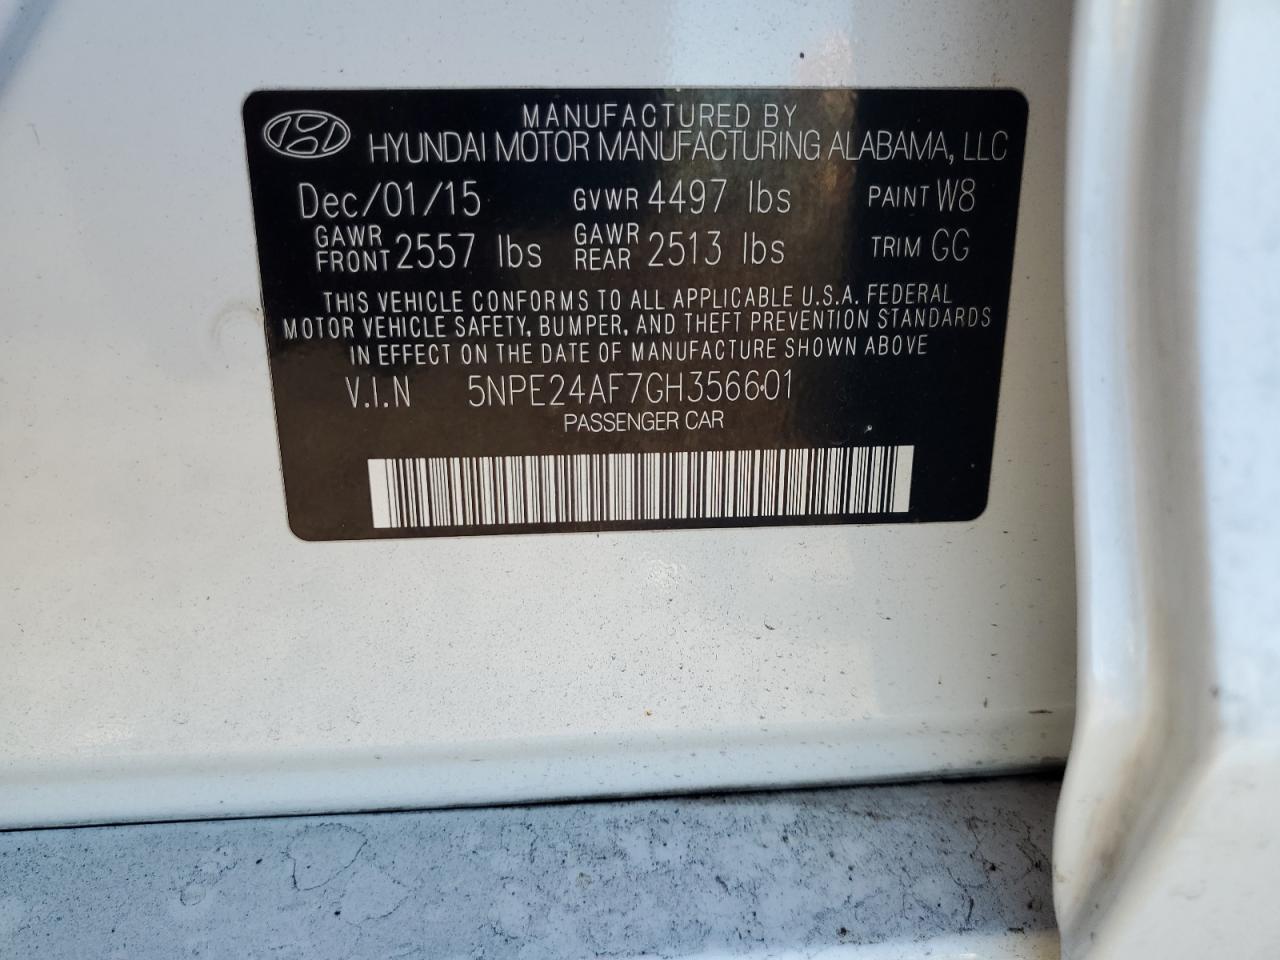 MANUFACTURED BY
HYUNDAI MOTOR MANUFACTURING ALABAMA, LLC
Dec/01/15 GVWR 4497 lbs PAINT W8
GAWR FRONT 2557 lbs GAWR REAR 2513 lbs TRIM GG
THIS VEHICLE CONFORMS TO ALL APPLICABLE U.S.A. FEDERAL
MOTOR VEHICLE SAFETY, BUMPER, AND THEFT PREVENTION STANDARDS
IN EFFECT ON THE DATE OF MANUFACTURE SHOWN ABOVE
V.I.N 5NPE24AF7GH356601
PASSENGER CAR